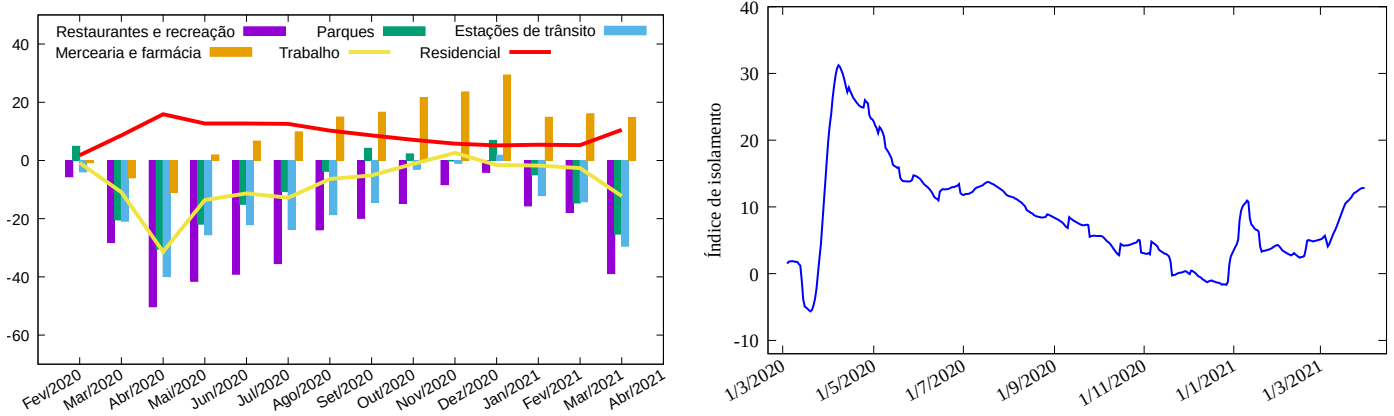 40
20
0
-20
-40
-60
Restaurantes e recreação Parques Estações de trânsito
Mercearia e farmácia Trabalho Residencial
Fev/2020 Mar/2020 Abr/2020 Mai/2020 Jun/2020 Jul/2020 Ago/2020 Set/2020 Out/2020 Nov/2020 Dez/2020 Jan/2021 Fev/2021 Mar/2021 Abr/2021
Índice de isolamento
40
30
20
10
0
-10
1/3/2020 1/5/2020 1/7/2020 1/9/2020 1/11/2020 1/1/2021 1/3/2021